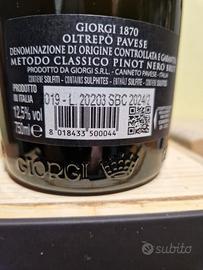 GIORGI 1870
OLTREPÒ PAVESE
DENOMINAZIONE DI ORIGINE CONTROLLATA E GARANTITA
METODO CLASSICO PINOT NERO BRUT
PRODOTTO DA GIORGI S.R.L. - CANNETO PAVESE - ITALIA
CONTIENE SOLFITI - CONTAINS SULPHITES
PRODOTTO
IN ITALIA
019-L 20203 SBC 2024/2
12,5% vol
750ml e
8 018433 500044
GIORGI
subito